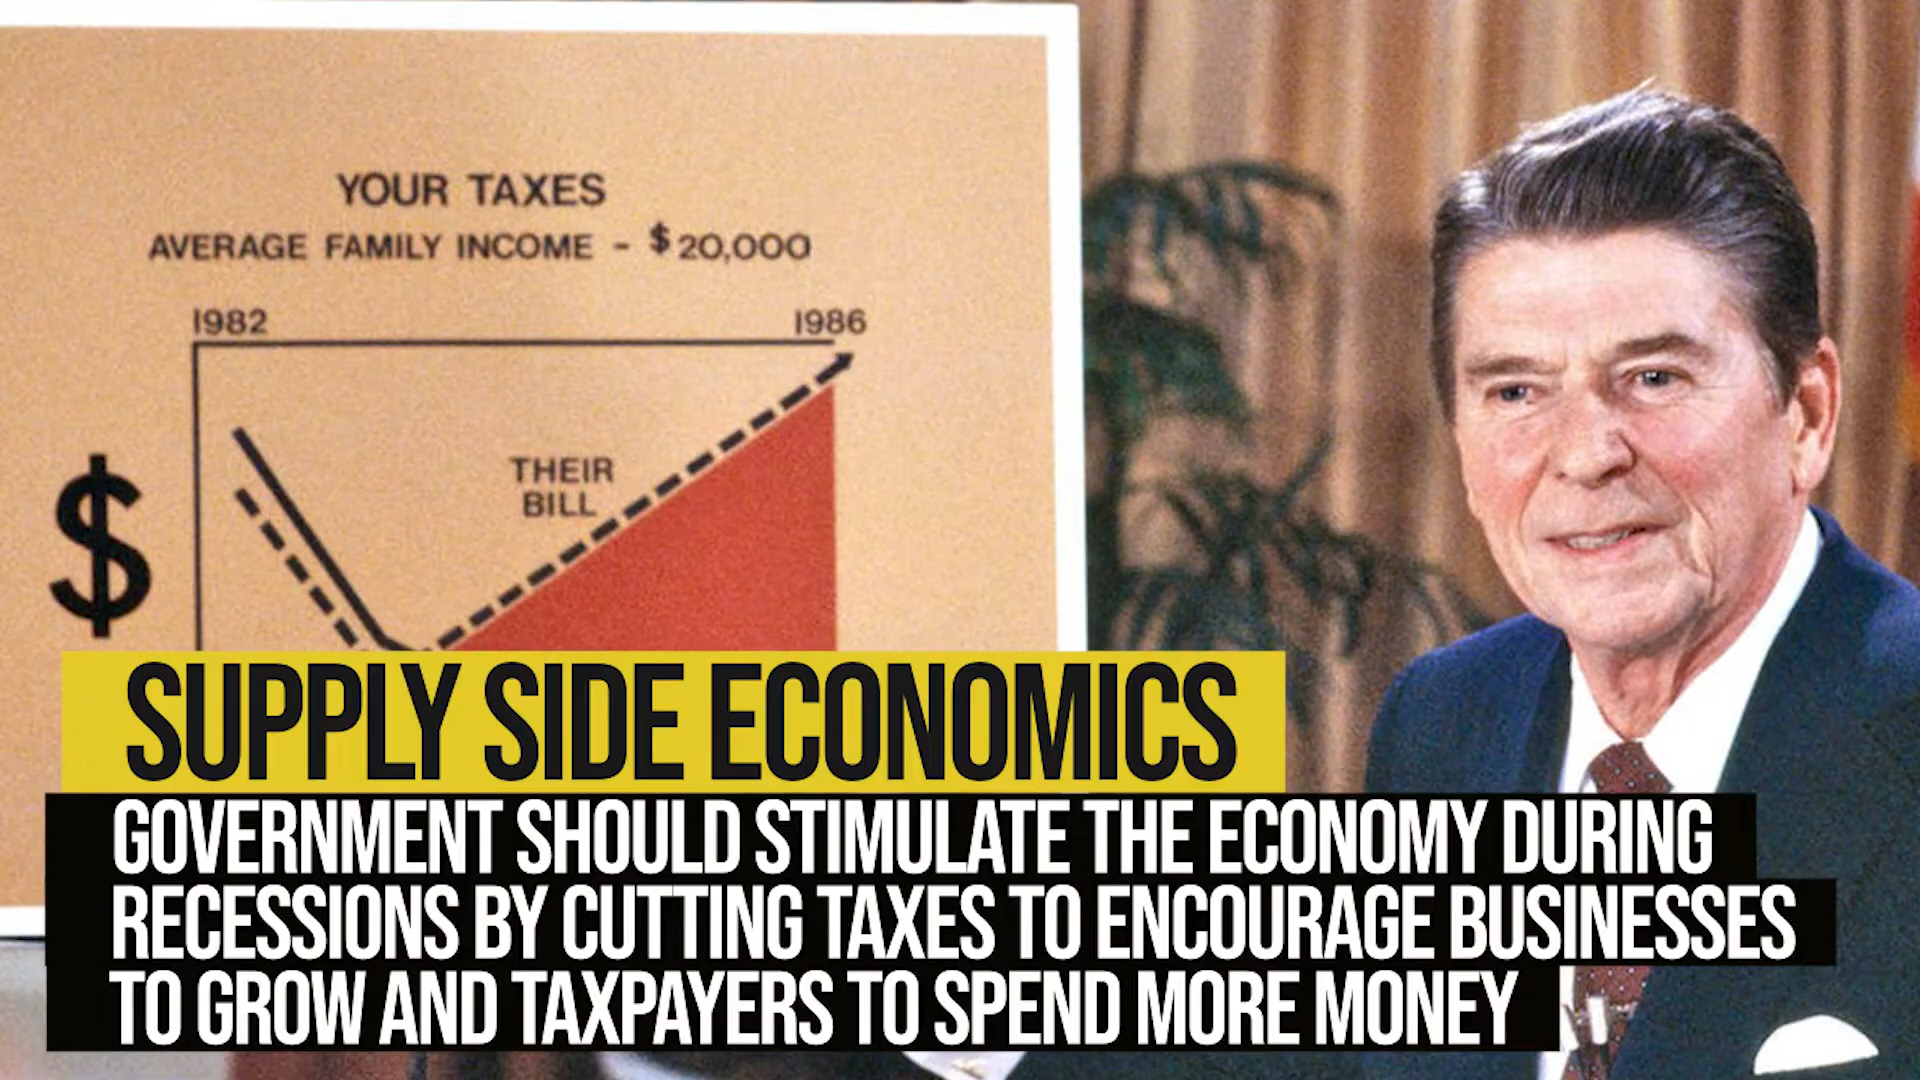 YOUR TAXES
AVERAGE FAMILY INCOME - $20,000
1982 1986
THEIR
BILL
$
SUPPLY SIDE ECONOMICS
GOVERNMENT SHOULD STIMULATE THE ECONOMY DURING
RECESSIONS BY CUTTING TAXES TO ENCOURAGE BUSINESSES
TO GROW AND TAXPAYERS TO SPEND MORE MONEY